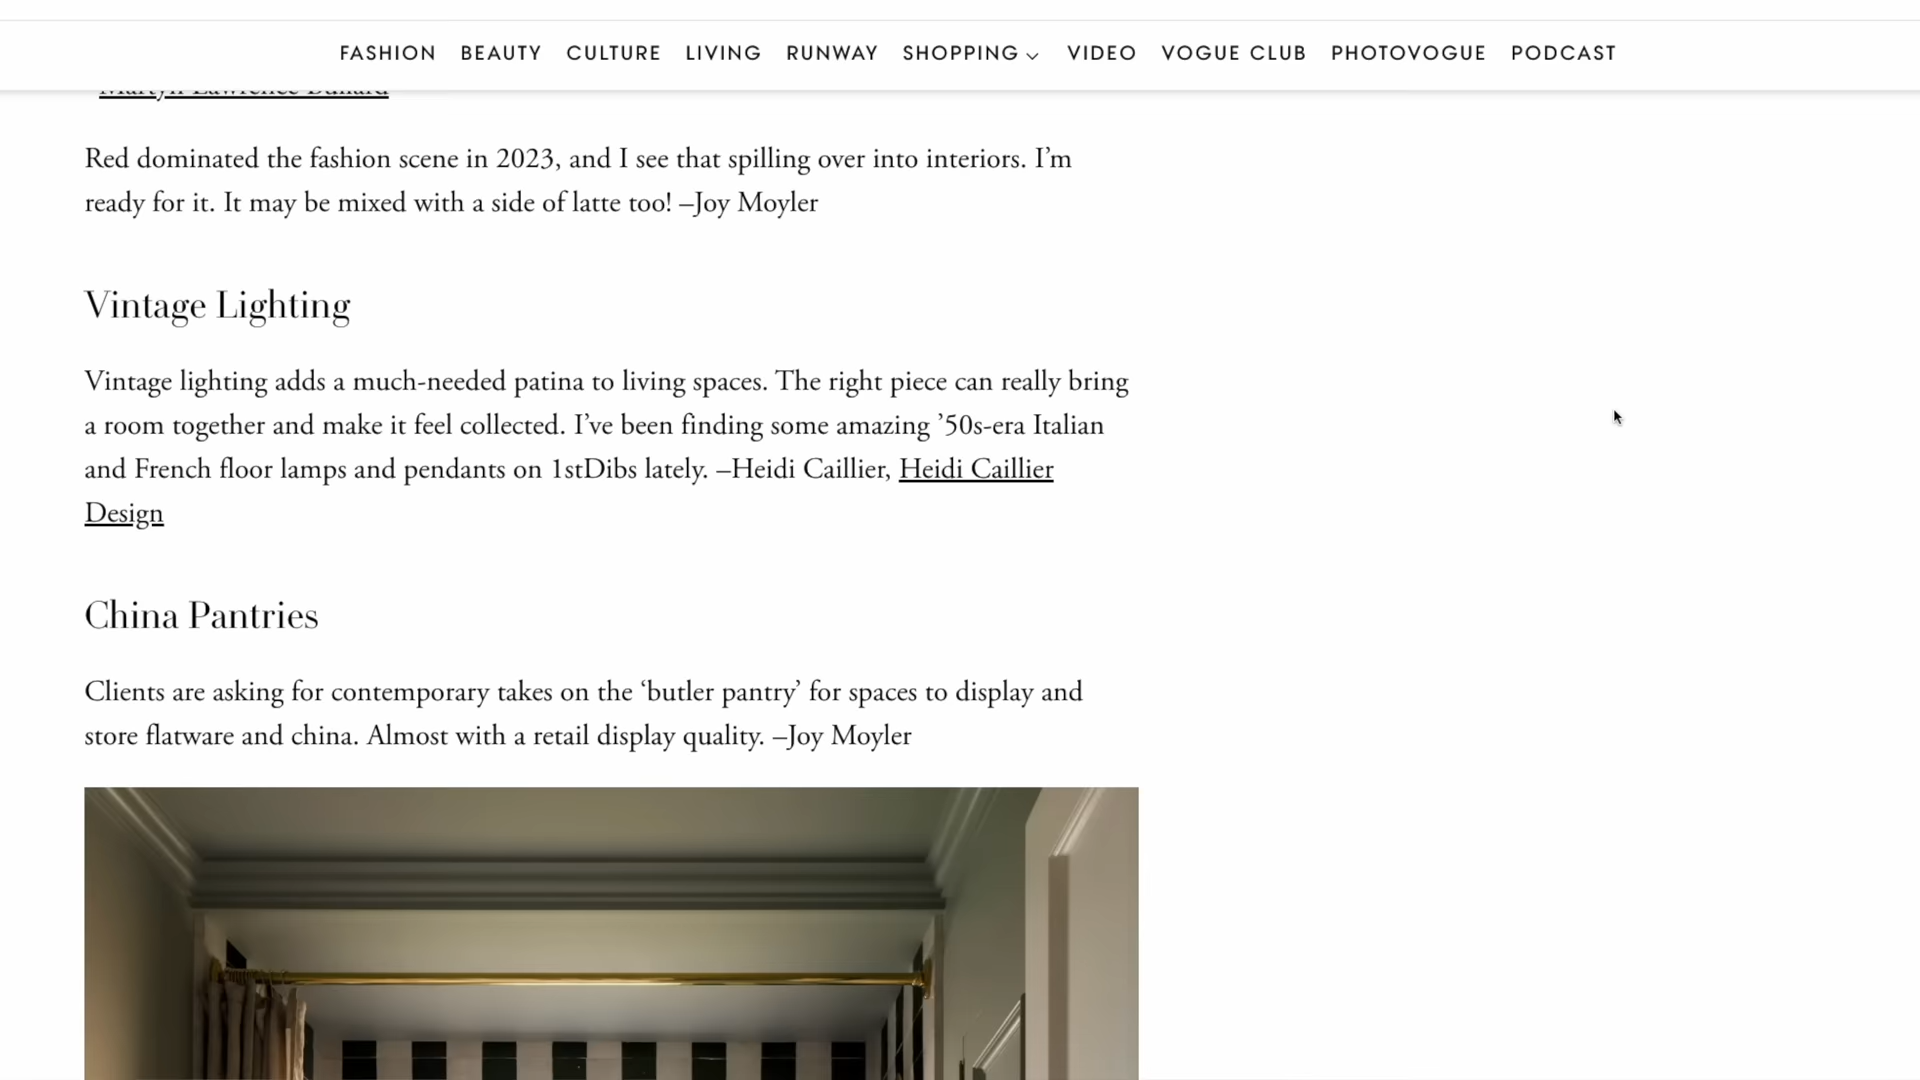 FASHION BEAUTY CULTURE LIVING RUNWAY SHOPPING VIDEO VOGUE CLUB PHOTOVOGUE PODCAST
Martyn Lawrence Bullard
Red dominated the fashion scene in 2023, and I see that spilling over into interiors. I’m
ready for it. It may be mixed with a side of latte too! –Joy Moyler
Vintage Lighting
Vintage lighting adds a much-needed patina to living spaces. The right piece can really bring
a room together and make it feel collected. I’ve been finding some amazing ’50s-era Italian
and French floor lamps and pendants on 1stDibs lately. –Heidi Caillier, Heidi Caillier
Design
China Pantries
Clients are asking for contemporary takes on the ‘butler pantry’ for spaces to display and
store flatware and china. Almost with a retail display quality. –Joy Moyler